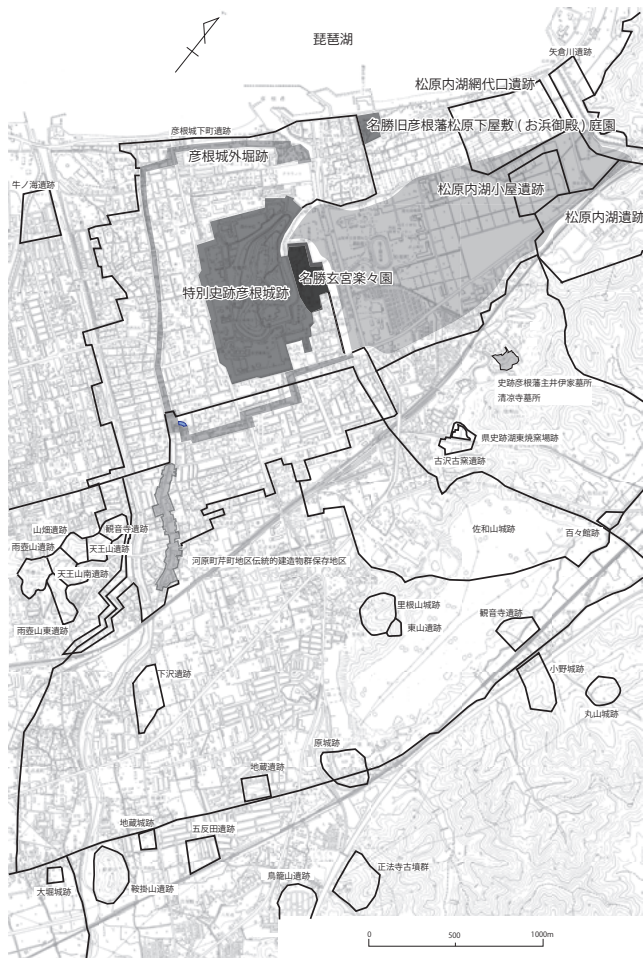 琵琶湖
矢倉川遺跡
松原内湖網代口遺跡
名勝旧彦根藩松原下屋敷(お浜御殿)庭園
彦根城下町遺跡
彦根城外堀跡
牛ノ海遺跡
松原内湖小屋遺跡
松原内湖遺跡
名勝玄宮楽々園
特別史跡彦根城跡
史跡彦根藩主井伊家墓所
清凉寺墓所
県史跡湖東焼窯場跡
古沢古窯遺跡
佐和山城跡
百々館跡
山畑遺跡
観音寺遺跡
雨壺山遺跡
天王山遺跡
天王山南遺跡
河原町芹町地区伝統的建造物群保存地区
雨壺山東遺跡
里根山城跡
東山遺跡
観音寺遺跡
下沢遺跡
小野城跡
丸山城跡
原城跡
地蔵遺跡
地蔵城跡
五反田遺跡
大堀城跡
鞍掛山遺跡
鳥籠山遺跡
正法寺古墳群
0 500 1000m